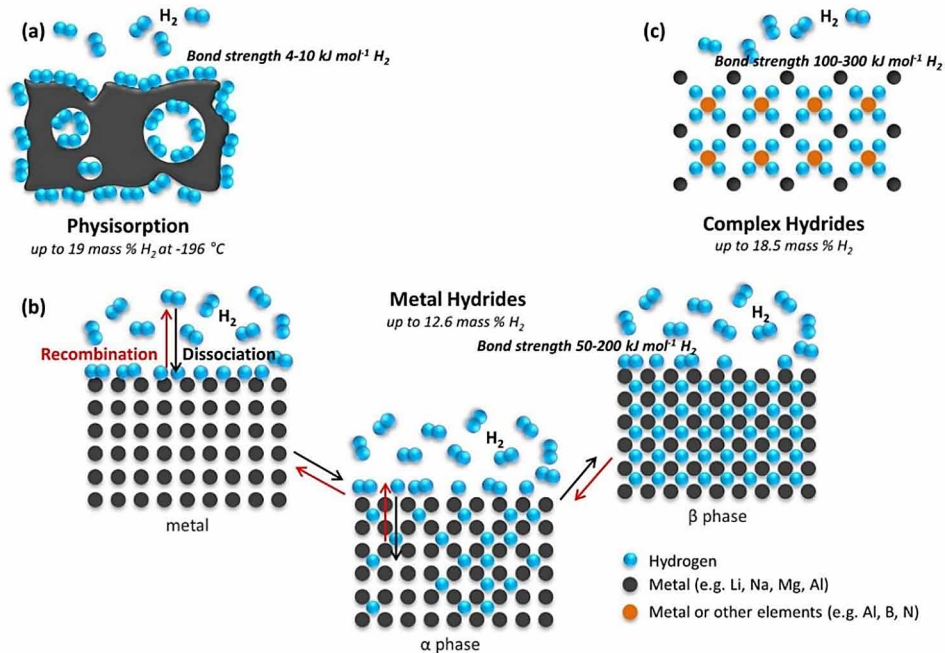 (a)
H₂
Bond strength 4-10 kJ mol⁻¹ H₂
Physisorption
up to 19 mass % H₂ at -196 °C
(c)
H₂
Bond strength 100-300 kJ mol⁻¹ H₂
Complex Hydrides
up to 18.5 mass % H₂
(b)
H₂
Recombination
Dissociation
metal
Metal Hydrides
up to 12.6 mass % H₂
Bond strength 50-200 kJ mol⁻¹ H₂
H₂
α phase
H₂
β phase
Hydrogen
Metal (e.g. Li, Na, Mg, Al)
Metal or other elements (e.g. Al, B, N)